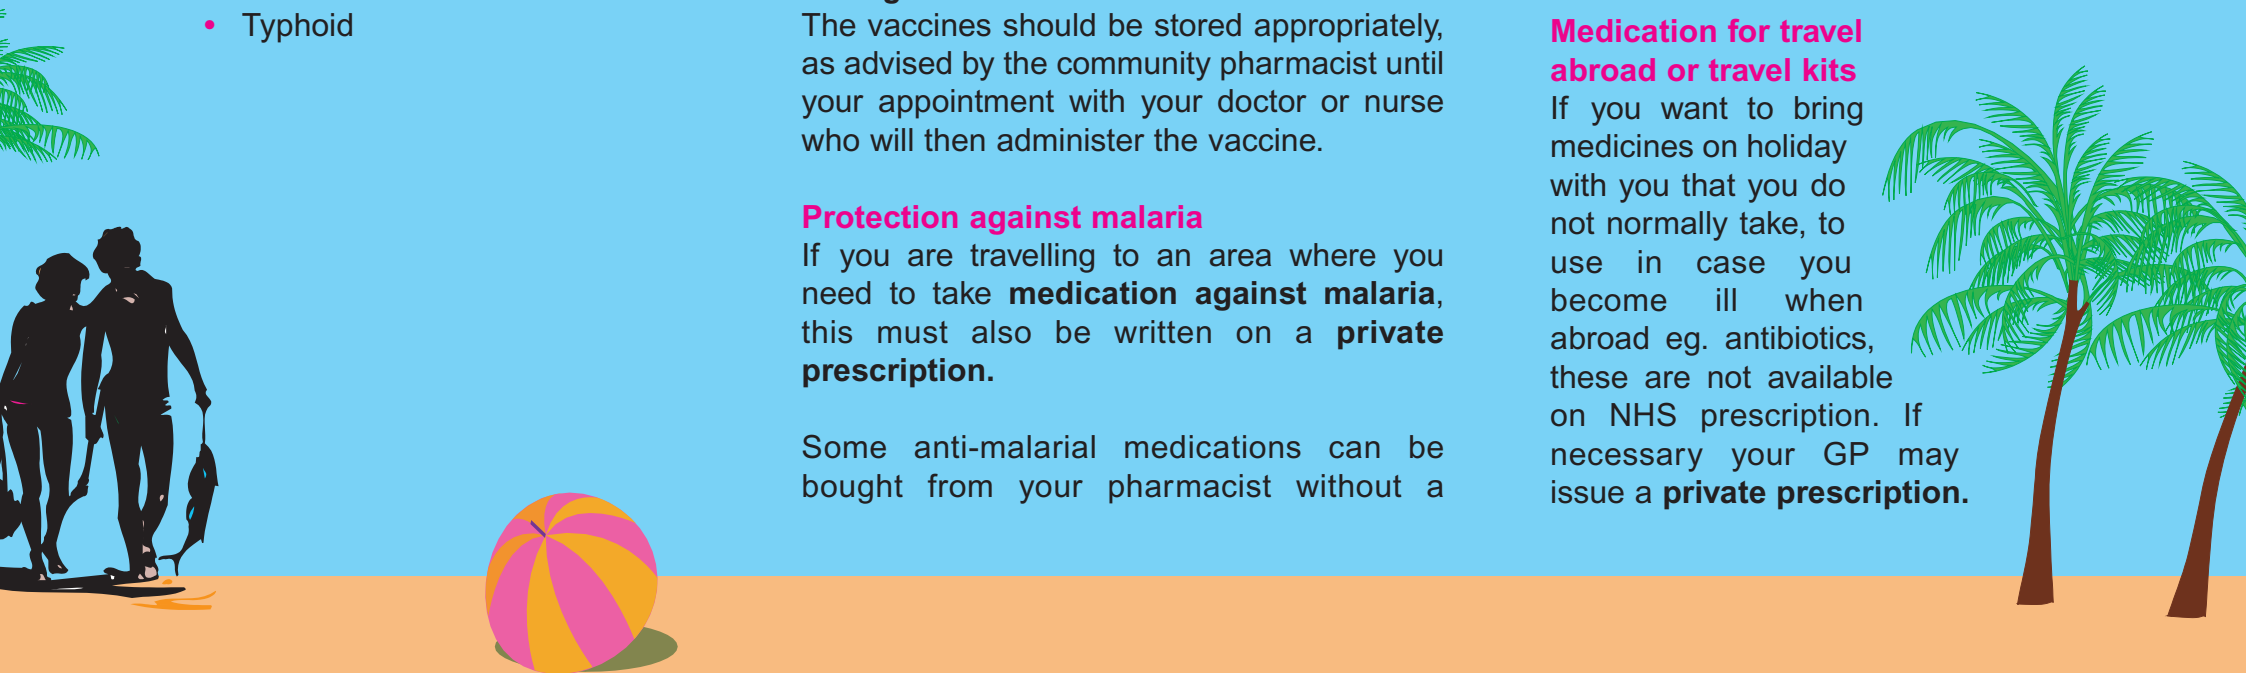 • Typhoid
The vaccines should be stored appropriately,
as advised by the community pharmacist until
your appointment with your doctor or nurse
who will then administer the vaccine.
Protection against malaria
If you are travelling to an area where you
need to take medication against malaria,
this must also be written on a private
prescription.
Some anti-malarial medications can be
bought from your pharmacist without a
Medication for travel
abroad or travel kits
If you want to bring
medicines on holiday
with you that you do
not normally take, to
use in case you
become ill when
abroad eg. antibiotics,
these are not available
on NHS prescription. If
necessary your GP may
issue a private prescription.